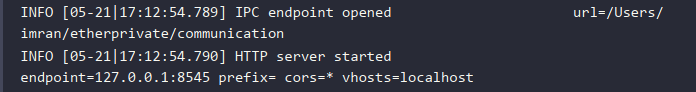 INFO [05-21|17:12:54.789] IPC endpoint opened url=/Users/
imran/etherprivate/communication
INFO [05-21|17:12:54.790] HTTP server started
endpoint=127.0.0.1:8545 prefix= cors=* vhosts=localhost